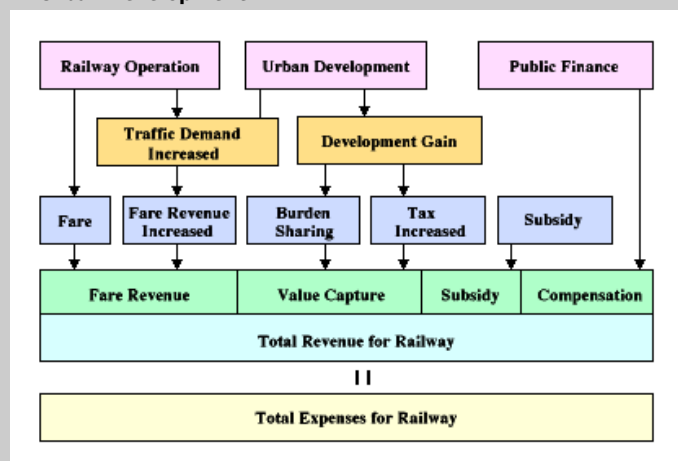 Railway Operation
Urban Development
Public Finance
Traffic Demand
Increased
Development Gain
Fare
Fare Revenue
Increased
Burden
Sharing
Tax
Increased
Subsidy
Fare Revenue
Value Capture
Subsidy
Compensation
Total Revenue for Railway
=
Total Expenses for Railway